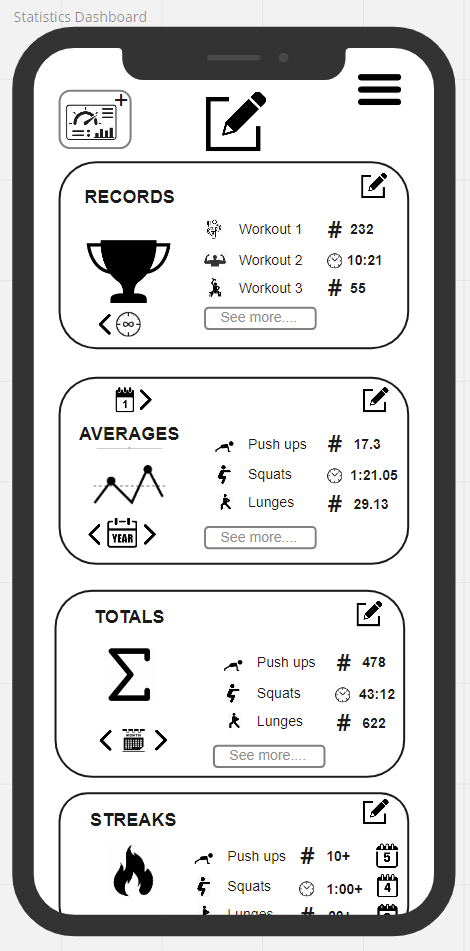 Statistics Dashboard
RECORDS
Workout 1 # 232
Workout 2 10:21
Workout 3 # 55
∞
See more....
1
AVERAGES
Push ups # 17.3
Squats 1:21.05
Lunges # 29.13
YEAR
See more....
TOTALS
Σ
Push ups # 478
Squats 43:12
Lunges # 622
MONTH
See more....
STREAKS
Push ups # 10+ 5
Squats 1:00+ 4
Lunges